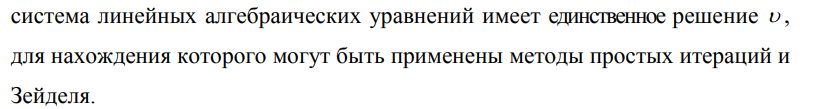 система линейных алгебраических уравнений имеет единственное решение υ,
для нахождения которого могут быть применены методы простых итераций и
Зейделя.